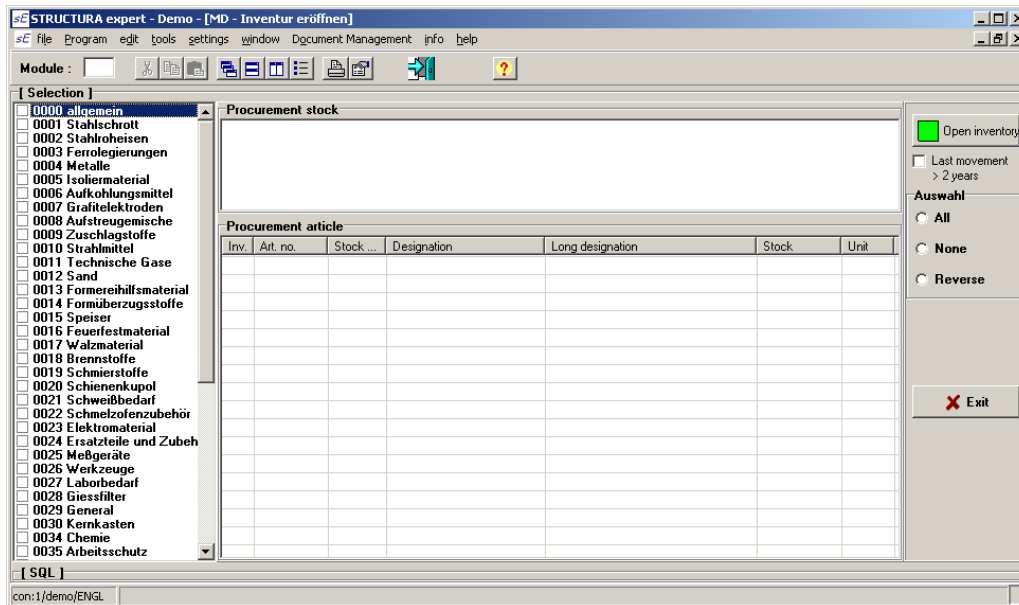 sE STRUCTURA expert - Demo - [MD - Inventur eröffnen]
sE file Program edit tools settings window Document Management info help
Module :
[ Selection ]
0000 allgemein
0001 Stahlschrott
0002 Stahlroheisen
0003 Ferrolegierungen
0004 Metalle
0005 Isoliermaterial
0006 Aufkohlungsmittel
0007 Grafitelektroden
0008 Aufstreugemische
0009 Zuschlagstoffe
0010 Strahlmittel
0011 Technische Gase
0012 Sand
0013 Formereihilfsmaterial
0014 Formüberzugsstoffe
0015 Speiser
0016 Feuerfestmaterial
0017 Walzmaterial
0018 Brennstoffe
0019 Schmierstoffe
0020 Schienenkupol
0021 Schweißbedarf
0022 Schmelzofenzubehör
0023 Elektromaterial
0024 Ersatzteile und Zubeh
0025 Meßgeräte
0026 Werkzeuge
0027 Laborbedarf
0028 Giessfilter
0029 General
0030 Kernkasten
0034 Chemie
0035 Arbeitsschutz
Procurement stock
Procurement article
Inv. Art. no. Stock ... Designation Long designation Stock Unit
Open inventory
Last movement
> 2 years
Auswahl
All
None
Reverse
Exit
[ SQL ]
con:1/demo/ENGL